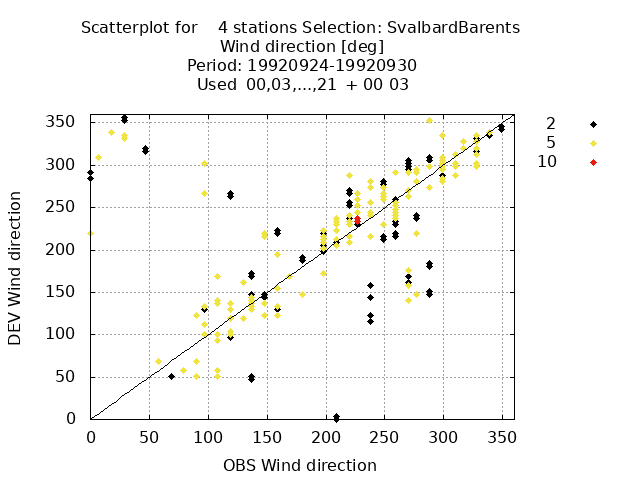 Scatterplot for 4 stations Selection: SvalbardBarents
Wind direction [deg]
Period: 19920924-19920930
Used 00,03,...,21 + 00 03
2
5
10
350
300
250
200
150
100
50
0
DEV Wind direction
0 50 100 150 200 250 300 350
OBS Wind direction